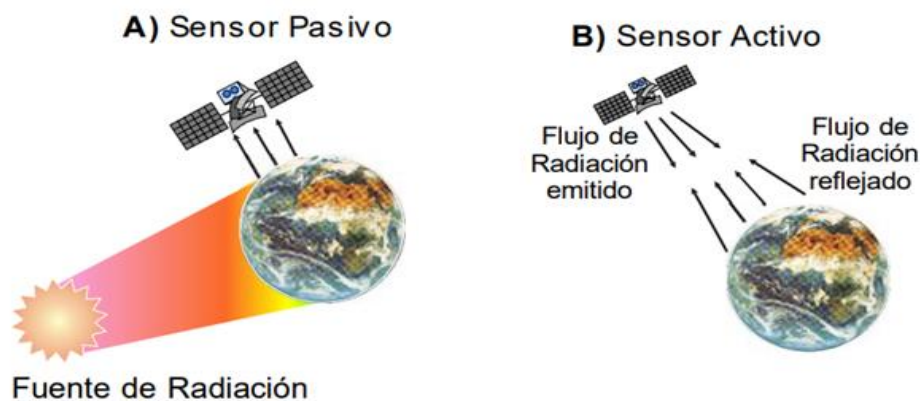 A) Sensor Pasivo
Fuente de Radiación
B) Sensor Activo
Flujo de
Radiación
emitido
Flujo de
Radiación
reflejado